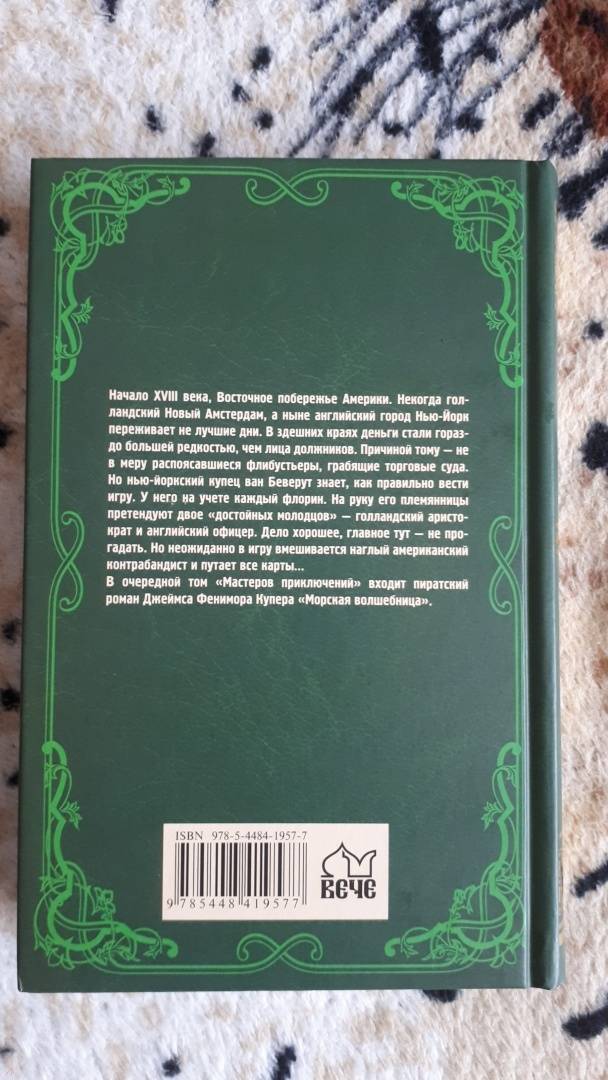 Начало XVIII века, Восточное побережье Америки. Некогда гол-
ландский Новый Амстердам, а ныне английский город Нью-Йорк
переживает не лучшие дни. В здешних краях деньги стали гораз-
до большей редкостью, чем лица должников. Причиной тому — не
в меру распоясавшиеся флибустьеры, грабящие торговые суда.
Но нью-йоркский купец ван Беверут знает, как правильно вести
игру. У него на учете каждый флорин. На руку его племянницы
претендуют двое «достойных молодцов» — голландский аристо-
крат и английский офицер. Дело хорошее, главное тут — не про-
гадать. Но неожиданно в игру вмешивается наглый американский
контрабандист и путает все карты...
В очередной том «Мастеров приключений» входит пиратский
роман Джеймса Фенимора Купера «Морская волшебница».
ISBN 978-5-4484-1957-7
9 785448 419577
ВЕЧЕ